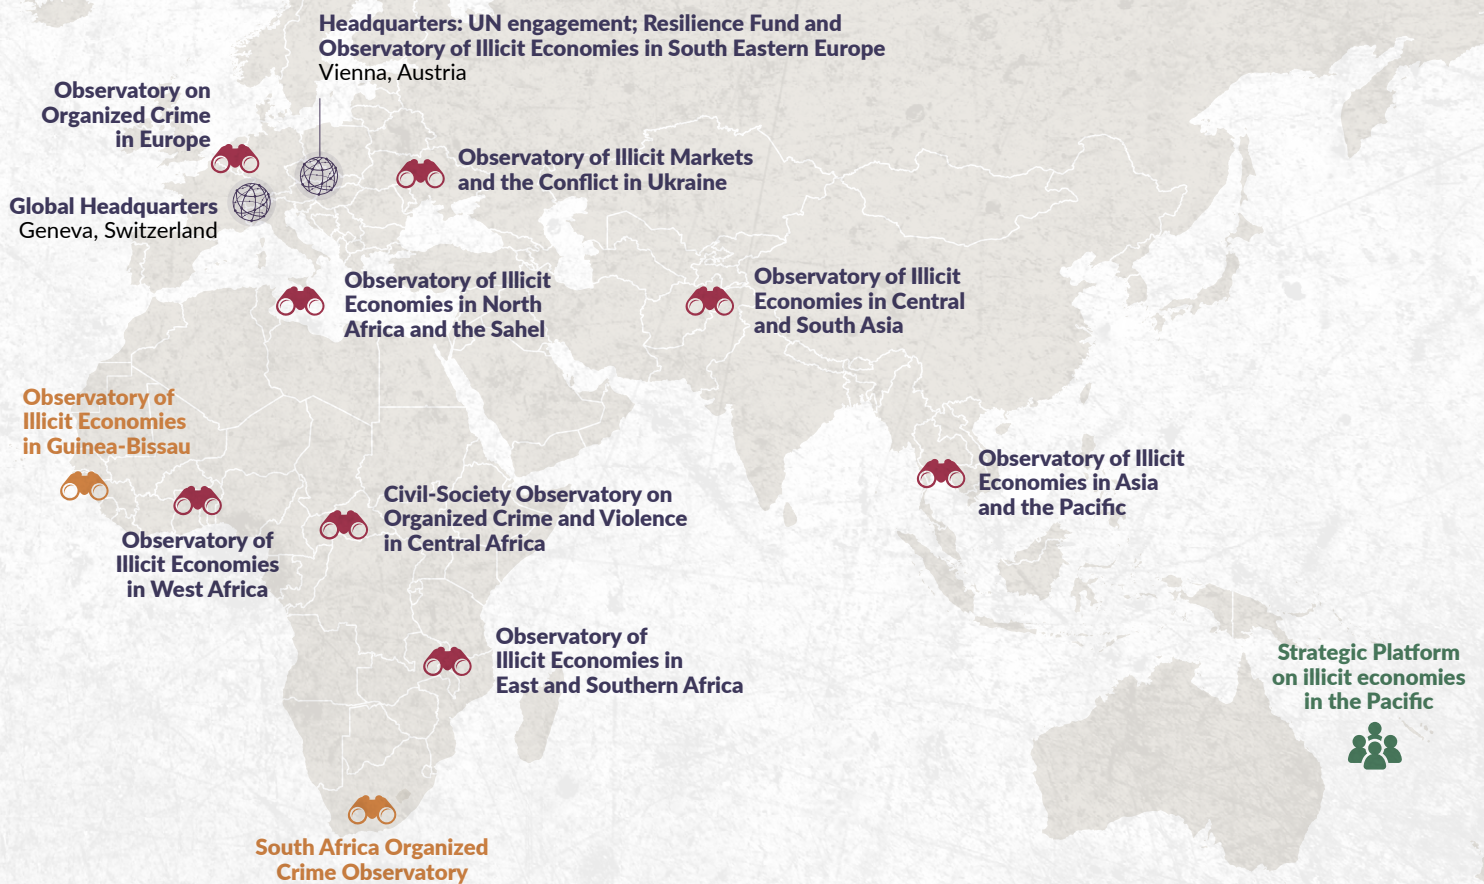 Headquarters: UN engagement; Resilience Fund and
Observatory of Illicit Economies in South Eastern Europe
Vienna, Austria
Observatory on
Organized Crime
in Europe
Observatory of Illicit Markets
and the Conflict in Ukraine
Global Headquarters
Geneva, Switzerland
Observatory of Illicit
Economies in North
Africa and the Sahel
Observatory of Illicit
Economies in Central
and South Asia
Observatory of
Illicit Economies
in Guinea-Bissau
Observatory of Illicit
Economies in Asia
and the Pacific
Civil-Society Observatory on
Organized Crime and Violence
in Central Africa
Observatory of
Illicit Economies
in West Africa
Observatory of
Illicit Economies in
East and Southern Africa
Strategic Platform
on illicit economies
in the Pacific
South Africa Organized
Crime Observatory